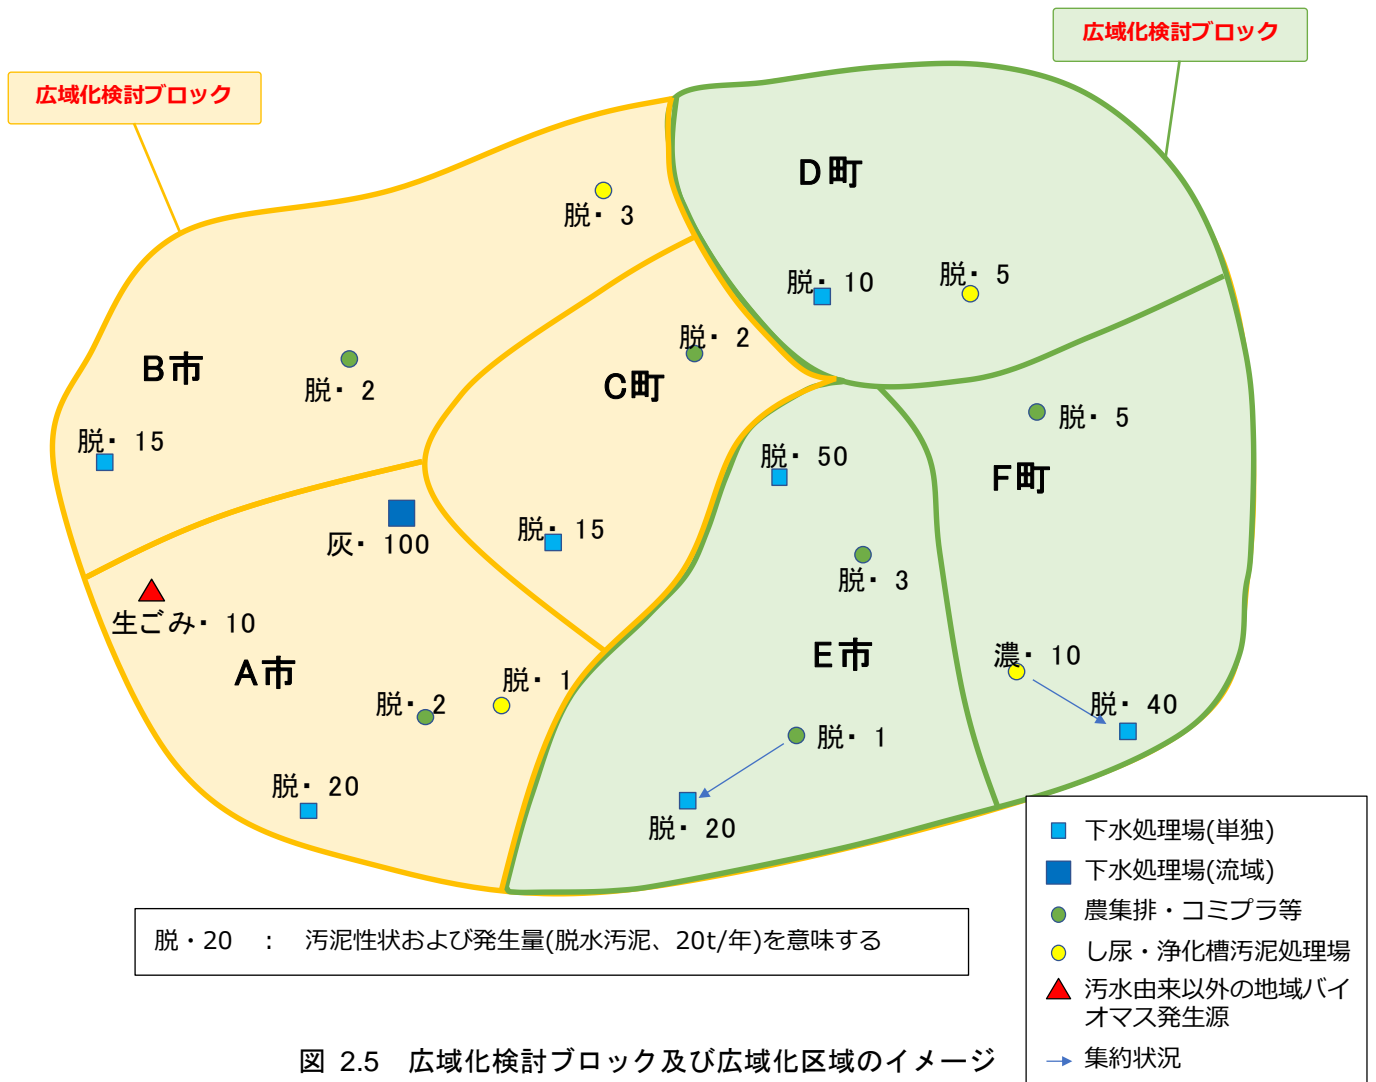 広域化検討ブロック
広域化検討ブロック
D町
脱・ 3
脱・ 10
脱・ 5
脱・ 2
B市
脱・ 2
C町
脱・ 5
脱・ 15
脱・ 50
F町
灰・ 100
脱・ 15
脱・ 3
生ごみ・ 10
A市
E市
濃・ 10
脱・ 1
脱・ 2
脱・ 40
脱・ 1
脱・ 20
脱・ 20
下水処理場(単独)
下水処理場(流域)
農集排・コミプラ等
し尿・浄化槽汚泥処理場
汚水由来以外の地域バイ
オマス発生源
集約状況
脱・20 : 汚泥性状および発生量(脱水汚泥、20t/年)を意味する
図 2.5 広域化検討ブロック及び広域化区域のイメージ